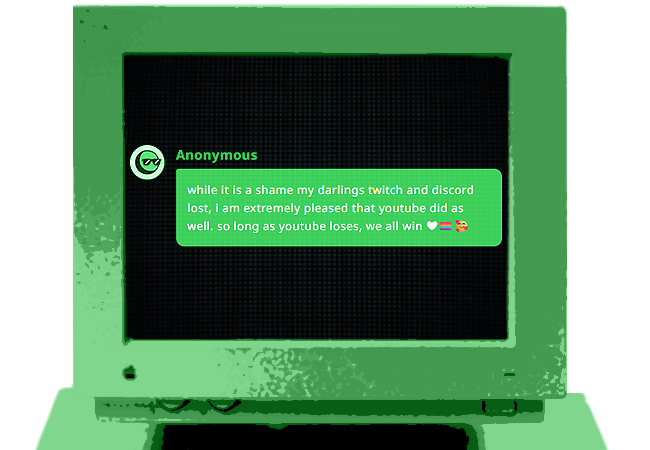 Anonymous
while it is a shame my darlings twitch and discord
lost, i am extremely pleased that youtube did as
well. so long as youtube loses, we all win 🤍🏳️‍🌈🥰